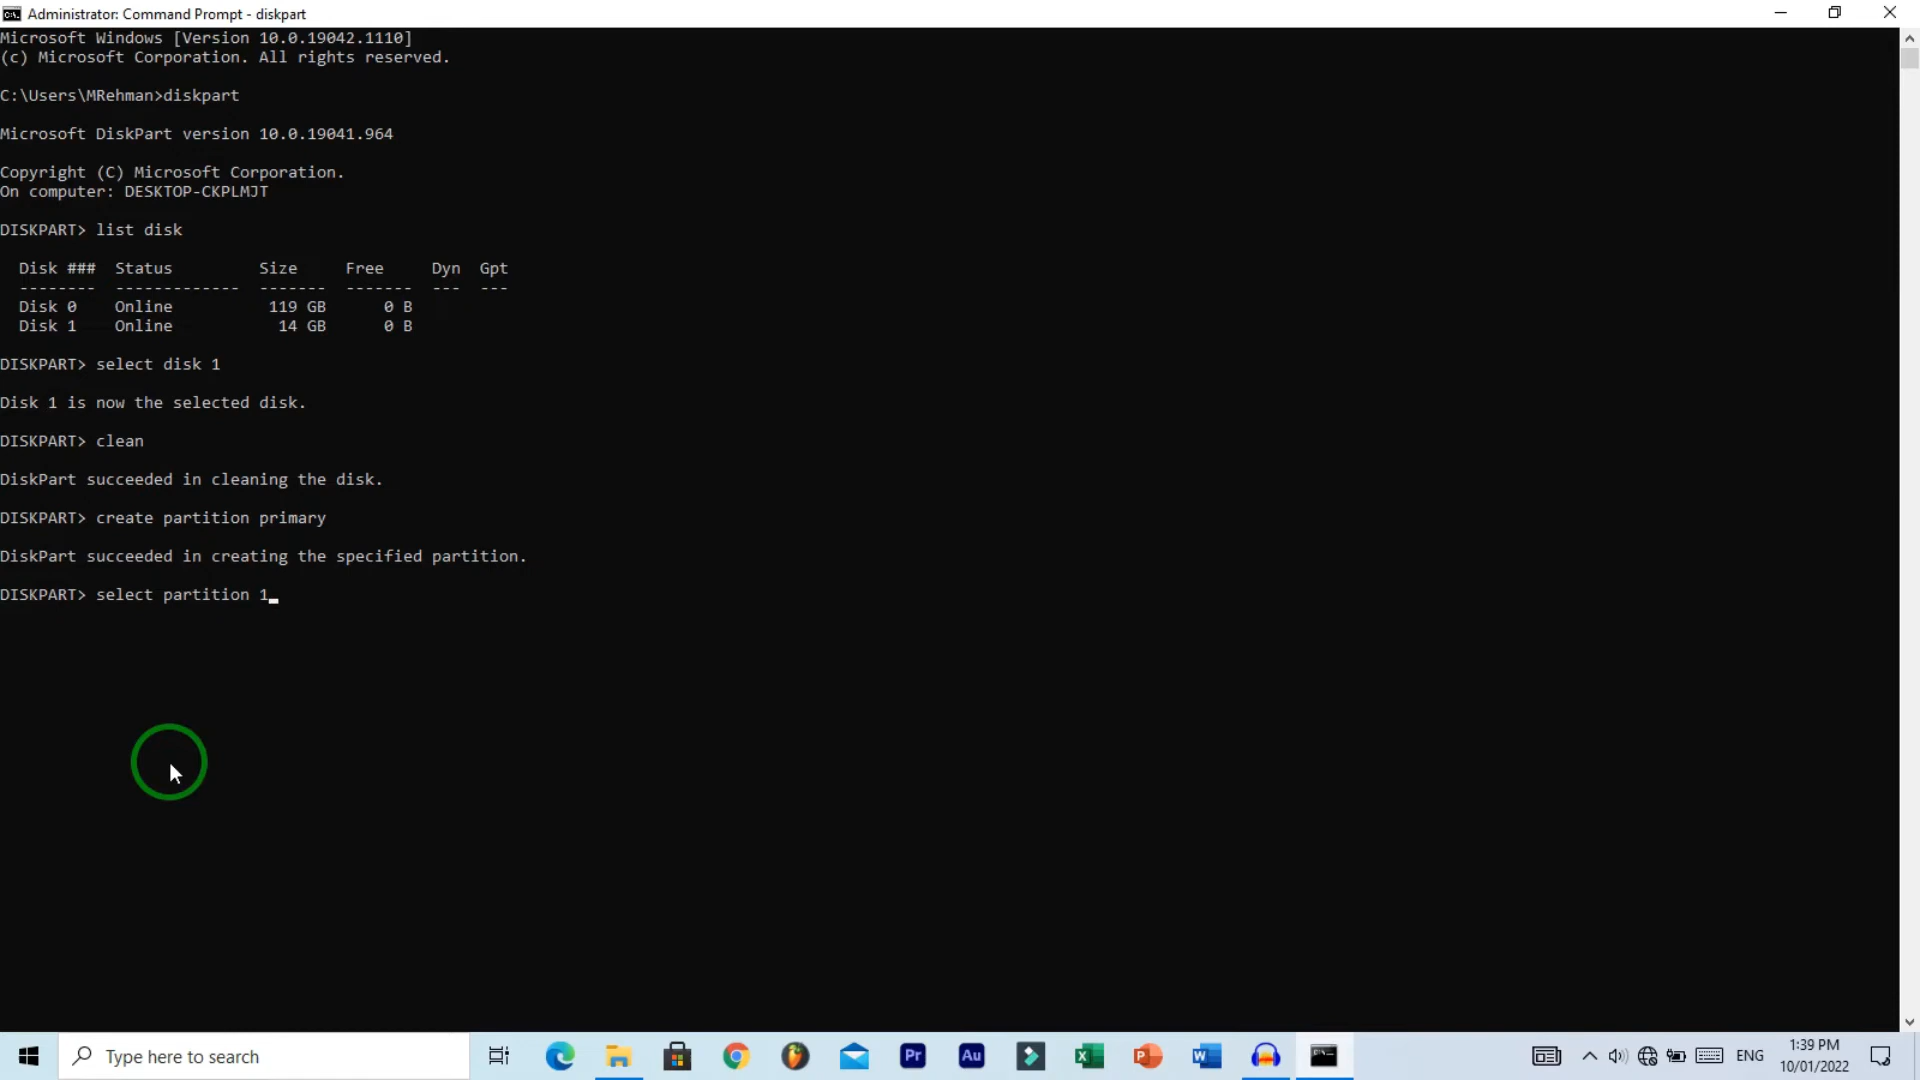 Administrator: Command Prompt - diskpart
Microsoft Windows [Version 10.0.19042.1110]
(c) Microsoft Corporation. All rights reserved.
C:\Users\MRehman>diskpart
Microsoft DiskPart version 10.0.19041.964
Copyright (C) Microsoft Corporation.
On computer: DESKTOP-CKPLMJT
DISKPART> list disk
Disk ### Status Size Free Dyn Gpt
-------- ------------- ------- ------- --- ---
Disk 0 Online 119 GB 0 B
Disk 1 Online 14 GB 0 B
DISKPART> select disk 1
Disk 1 is now the selected disk.
DISKPART> clean
DiskPart succeeded in cleaning the disk.
DISKPART> create partition primary
DiskPart succeeded in creating the specified partition.
DISKPART> select partition 1
Type here to search
Pr
Au
ENG
1:39 PM
10/01/2022